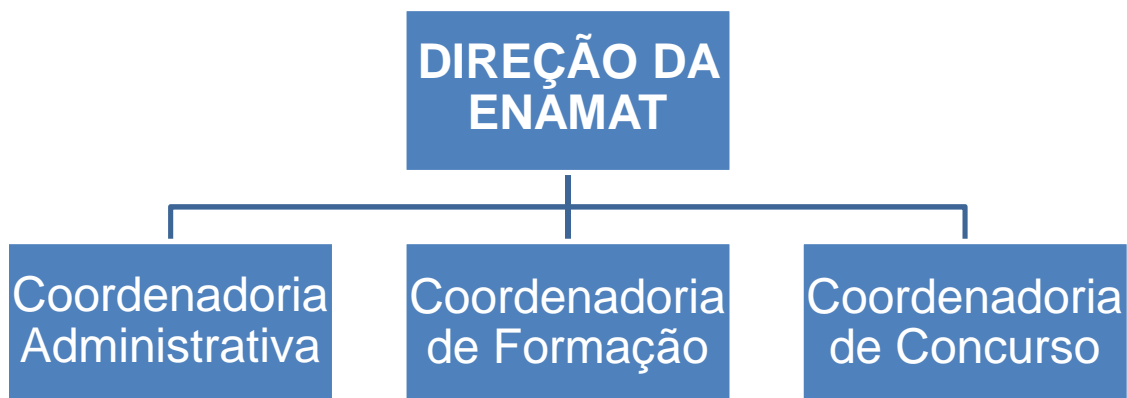 DIREÇÃO DA
ENAMAT
Coordenadoria
Administrativa
Coordenadoria
de Formação
Coordenadoria
de Concurso